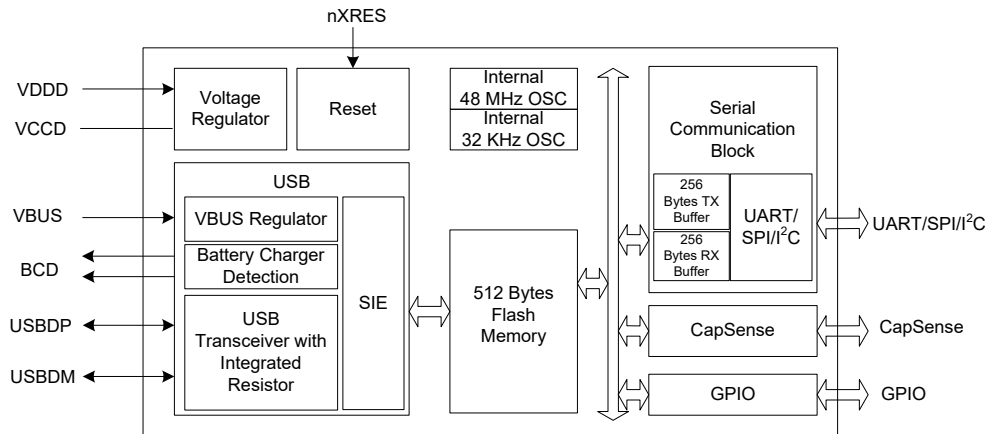 nXRES
VDDD
VCCD
Voltage
Regulator
Reset
Internal
48 MHz OSC
Internal
32 KHz OSC
Serial
Communication
Block
256
Bytes TX
Buffer
256
Bytes RX
Buffer
UART/
SPI/I²C
UART/SPI/I²C
USB
VBUS
VBUS Regulator
BCD
Battery Charger
Detection
SIE
USBDP
USBDM
USB
Transceiver with
Integrated
Resistor
512 Bytes
Flash
Memory
CapSense
CapSense
GPIO
GPIO